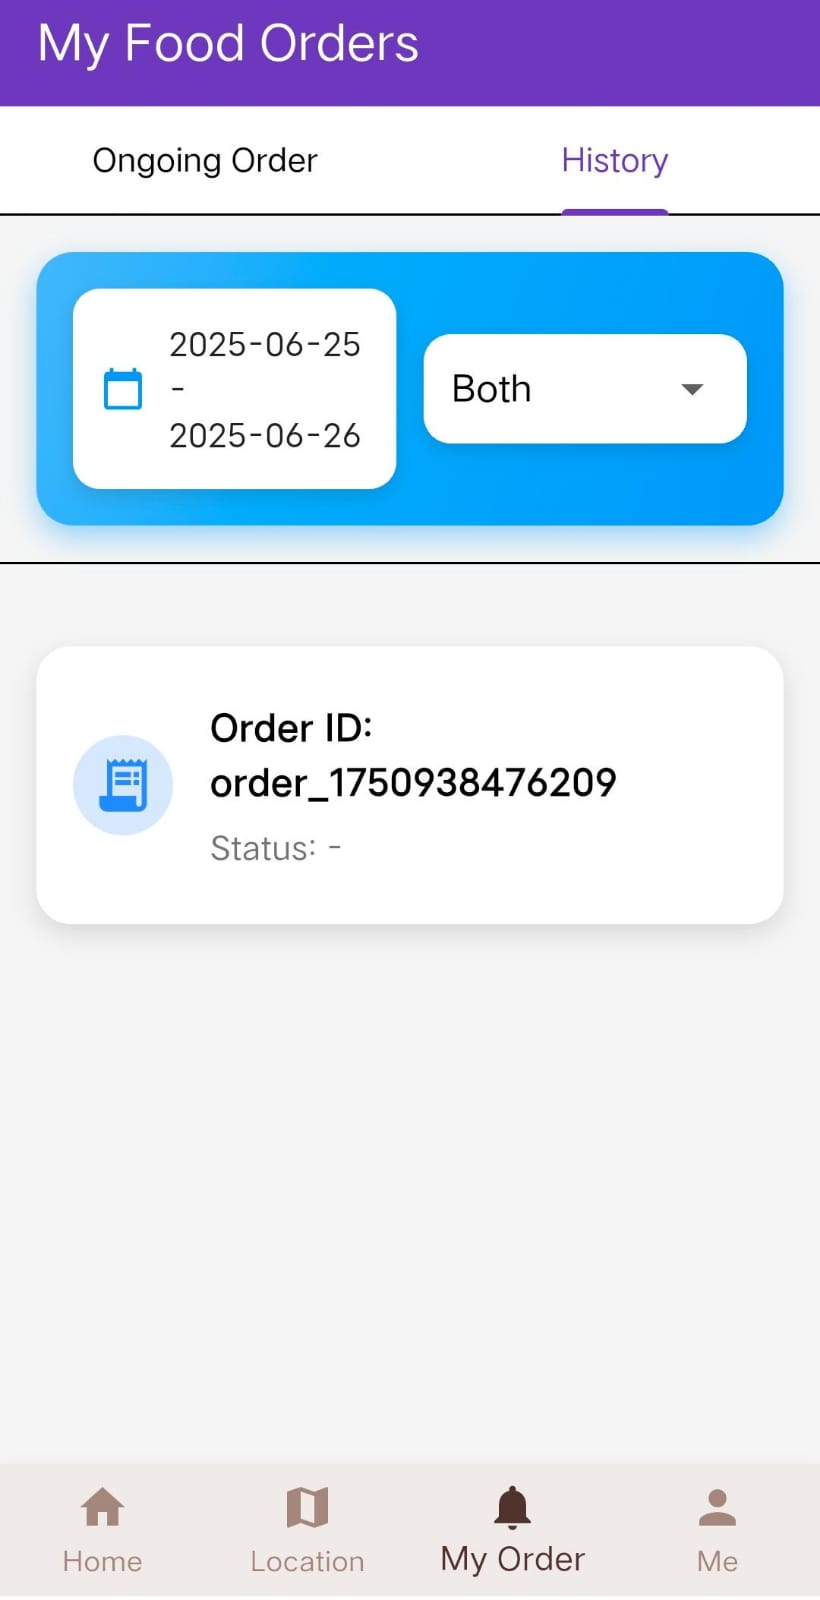 My Food Orders
Ongoing Order
History
2025-06-25
-
2025-06-26
Both
Order ID:
order_1750938476209
Status: -
Home
Location
My Order
Me